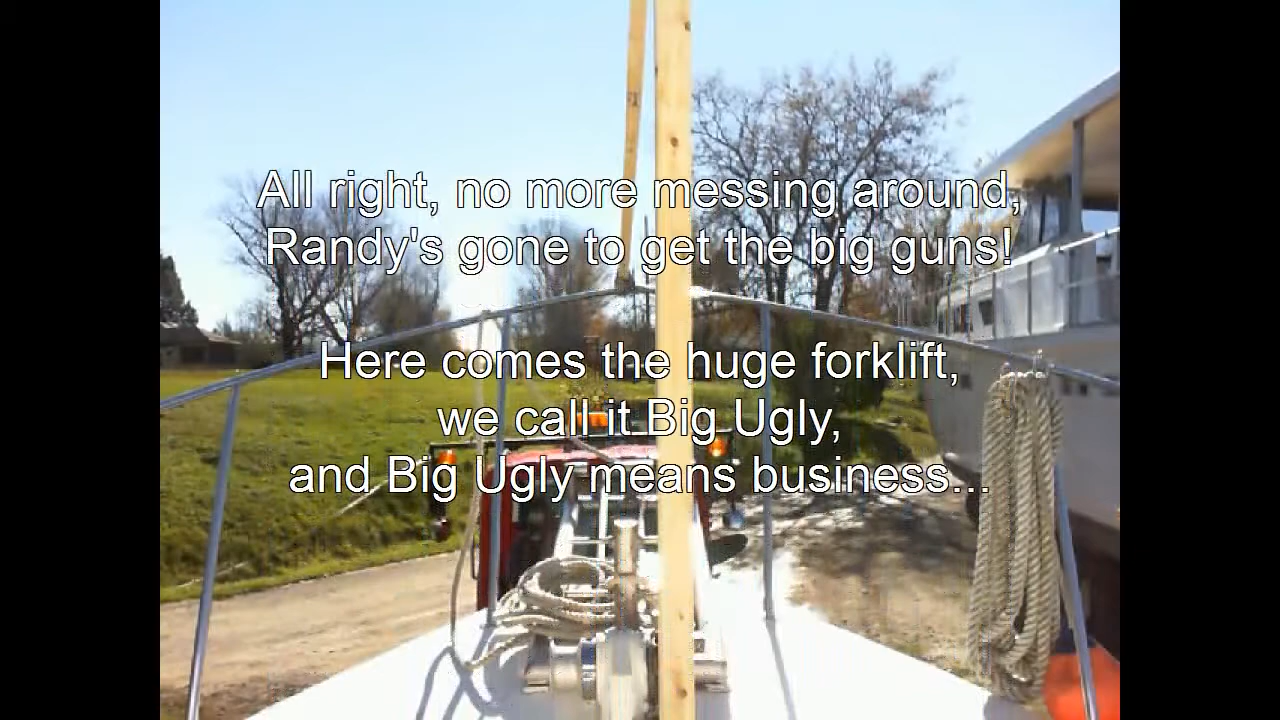 All right, no more messing around,
Randy's gone to get the big guns!
Here comes the huge forklift,
we call it Big Ugly,
and Big Ugly means business...